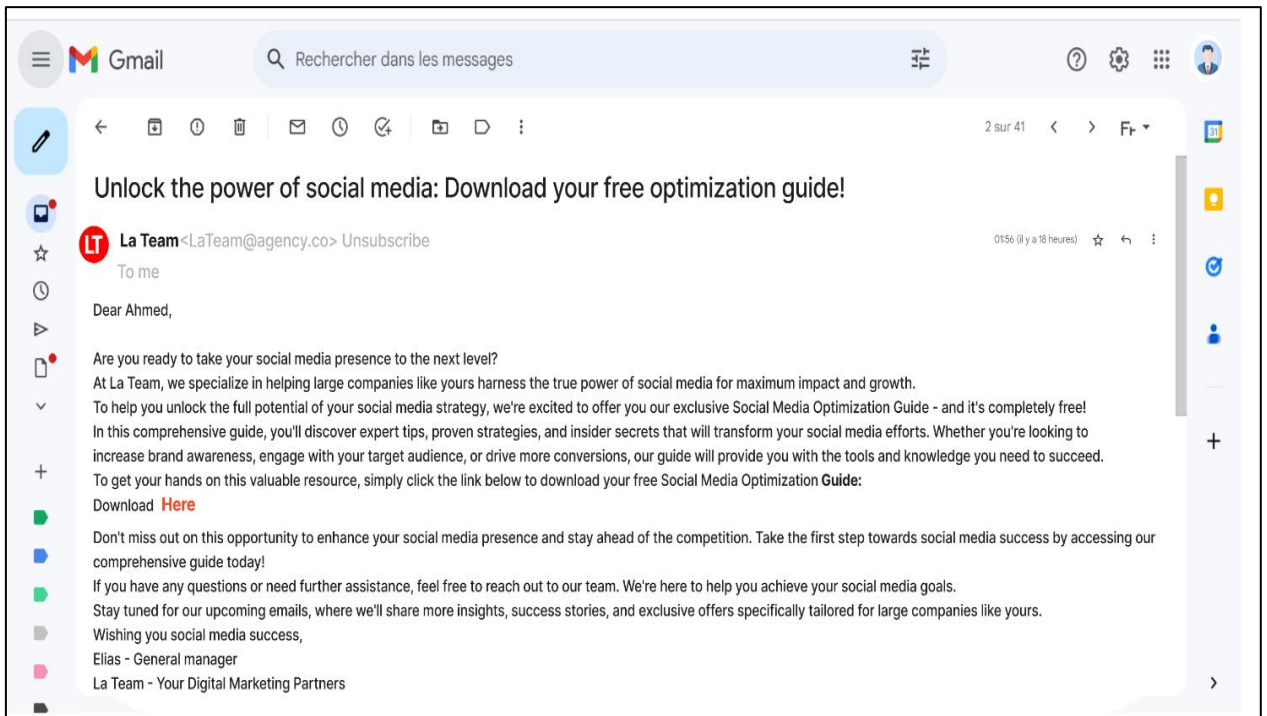 Gmail
Rechercher dans les messages
2 sur 41
Fr
31
Unlock the power of social media: Download your free optimization guide!
LT
La Team<LaTeam@agency.co> Unsubscribe
01:56 (il y a 18 heures)
To me
Dear Ahmed,
Are you ready to take your social media presence to the next level?
At La Team, we specialize in helping large companies like yours harness the true power of social media for maximum impact and growth.
To help you unlock the full potential of your social media strategy, we're excited to offer you our exclusive Social Media Optimization Guide - and it's completely free!
In this comprehensive guide, you'll discover expert tips, proven strategies, and insider secrets that will transform your social media efforts. Whether you're looking to
increase brand awareness, engage with your target audience, or drive more conversions, our guide will provide you with the tools and knowledge you need to succeed.
To get your hands on this valuable resource, simply click the link below to download your free Social Media Optimization Guide:
Download Here
Don't miss out on this opportunity to enhance your social media presence and stay ahead of the competition. Take the first step towards social media success by accessing our
comprehensive guide today!
If you have any questions or need further assistance, feel free to reach out to our team. We're here to help you achieve your social media goals.
Stay tuned for our upcoming emails, where we'll share more insights, success stories, and exclusive offers specifically tailored for large companies like yours.
Wishing you social media success,
Elias - General manager
La Team - Your Digital Marketing Partners